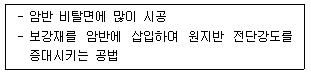 - 암반 비탈면에 많이 시공
- 보강재를 암반에 삽입하며 원지반 전단강도를
증대시키는 공법